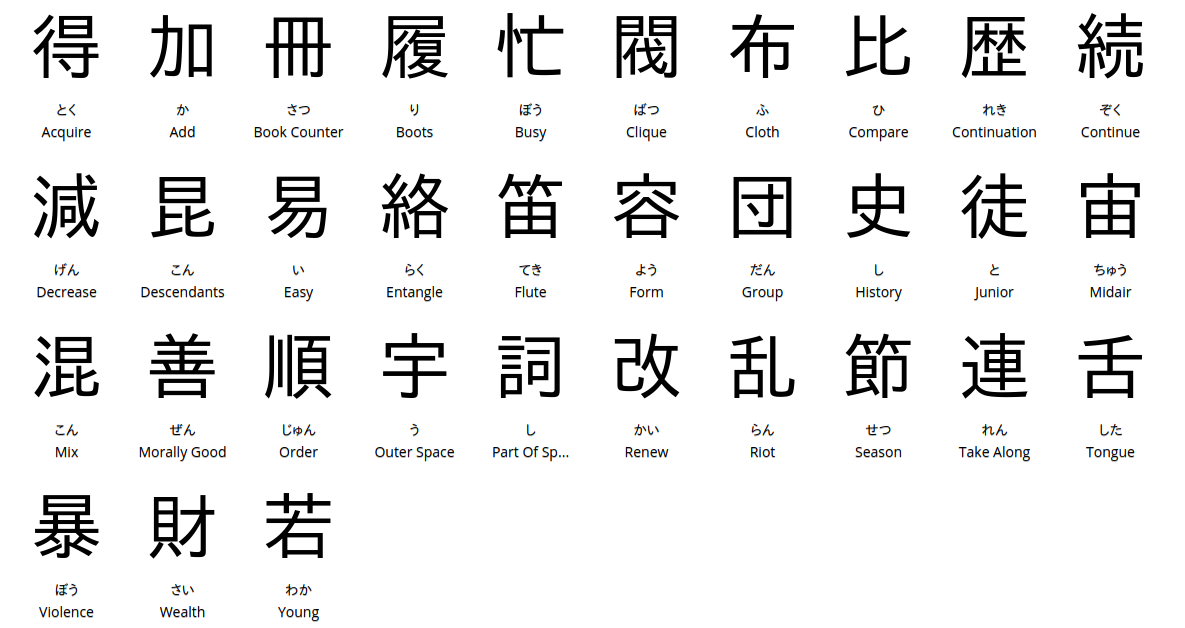 得 加 冊 履 忙 閥 布 比 歴 続
とく か さつ り ぼう ばつ ふ ひ れき ぞく
Acquire Add Book Counter Boots Busy Clique Cloth Compare Continuation Continue
減 昆 易 絡 笛 容 団 史 徒 宙
げん こん い らく てき よう だん し と ちゅう
Decrease Descendants Easy Entangle Flute Form Group History Junior Midair
混 善 順 宇 詞 改 乱 節 連 舌
こん ぜん じゅん う し かい らん せつ れん した
Mix Morally Good Order Outer Space Part Of Sp... Renew Riot Season Take Along Tongue
暴 財 若
ぼう さい わか
Violence Wealth Young